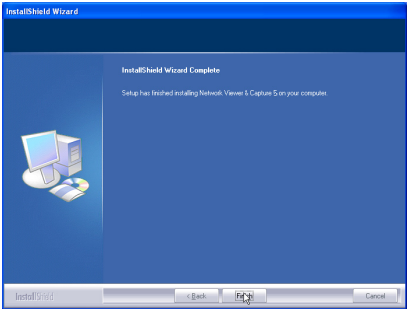 InstallShield Wizard
InstallShield Wizard Complete
Setup has finished installing Network Viewer & Capture 5 on your computer.
InstallShield
< Back
Finish
Cancel